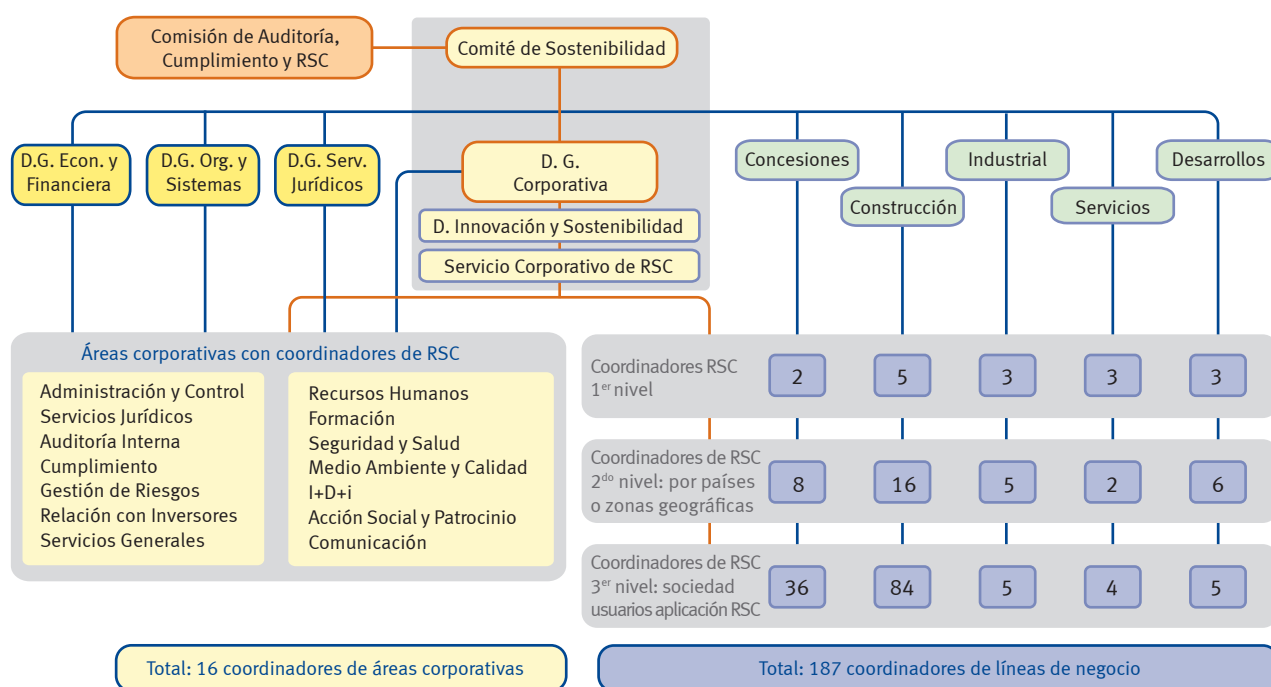 Comisión de Auditoría,
Cumplimiento y RSC
Comité de Sostenibilidad
D.G. Econ. y
Financiera
D.G. Org. y
Sistemas
D.G. Serv.
Jurídicos
D. G.
Corporativa
D. Innovación y Sostenibilidad
Servicio Corporativo de RSC
Concesiones
Construcción
Industrial
Servicios
Desarrollos
Áreas corporativas con coordinadores de RSC
Administración y Control
Servicios Jurídicos
Auditoría Interna
Cumplimiento
Gestión de Riesgos
Relación con Inversores
Servicios Generales
Recursos Humanos
Formación
Seguridad y Salud
Medio Ambiente y Calidad
I+D+i
Acción Social y Patrocinio
Comunicación
Coordinadores RSC
1er nivel
2 5 3 3 3
Coordinadores de RSC
2do nivel: por países
o zonas geográficas
8 16 5 2 6
Coordinadores de RSC
3er nivel: sociedad
usuarios aplicación RSC
36 84 5 4 5
Total: 16 coordinadores de áreas corporativas
Total: 187 coordinadores de líneas de negocio